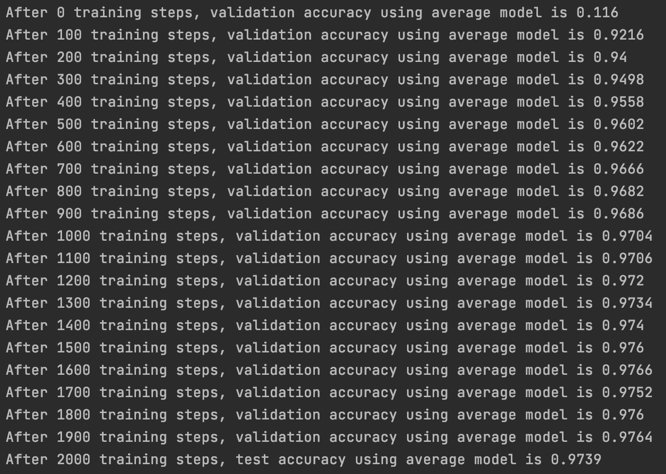 After 0 training steps, validation accuracy using average model is 0.116
After 100 training steps, validation accuracy using average model is 0.9216
After 200 training steps, validation accuracy using average model is 0.94
After 300 training steps, validation accuracy using average model is 0.9498
After 400 training steps, validation accuracy using average model is 0.9558
After 500 training steps, validation accuracy using average model is 0.9602
After 600 training steps, validation accuracy using average model is 0.9622
After 700 training steps, validation accuracy using average model is 0.9666
After 800 training steps, validation accuracy using average model is 0.9682
After 900 training steps, validation accuracy using average model is 0.9686
After 1000 training steps, validation accuracy using average model is 0.9704
After 1100 training steps, validation accuracy using average model is 0.9706
After 1200 training steps, validation accuracy using average model is 0.972
After 1300 training steps, validation accuracy using average model is 0.9734
After 1400 training steps, validation accuracy using average model is 0.974
After 1500 training steps, validation accuracy using average model is 0.976
After 1600 training steps, validation accuracy using average model is 0.9766
After 1700 training steps, validation accuracy using average model is 0.9752
After 1800 training steps, validation accuracy using average model is 0.976
After 1900 training steps, validation accuracy using average model is 0.9764
After 2000 training steps, test accuracy using average model is 0.9739